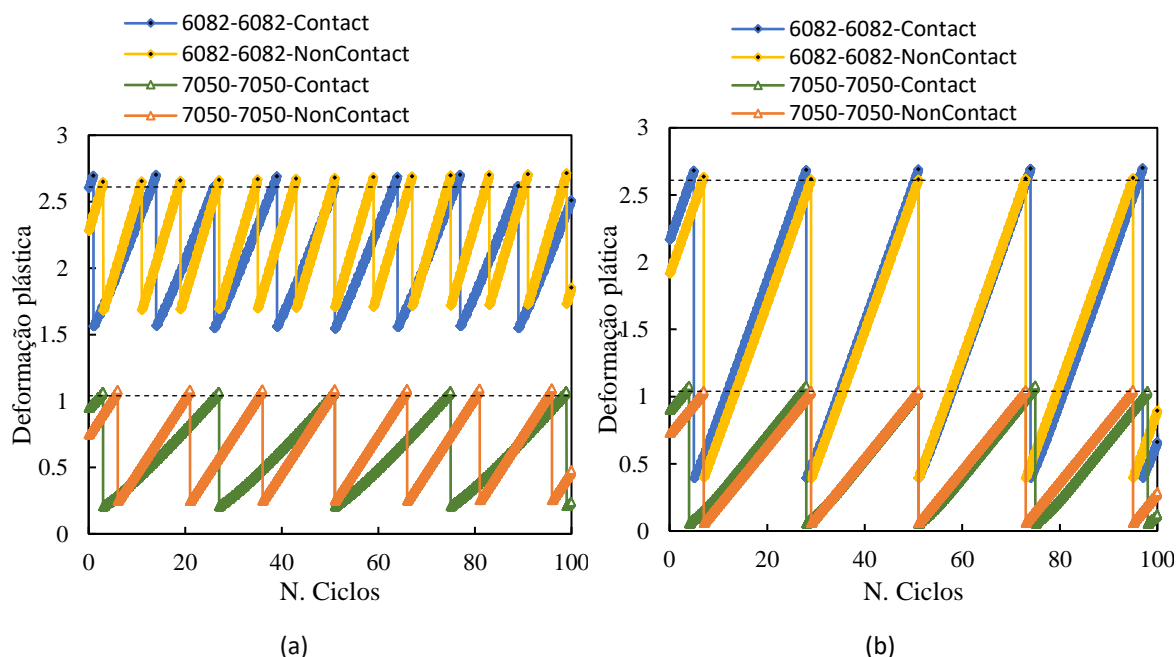 6082-6082-Contact
6082-6082-NonContact
7050-7050-Contact
7050-7050-NonContact
3
2.5
2
1.5
1
0.5
0
Deformação plástica
0 20 40 60 80 100
N. Ciclos
(a)
6082-6082-Contact
6082-6082-NonContact
7050-7050-Contact
7050-7050-NonContact
3
2.5
2
1.5
1
0.5
0
Deformação plática
0 20 40 60 80 100
N. Ciclos
(b)